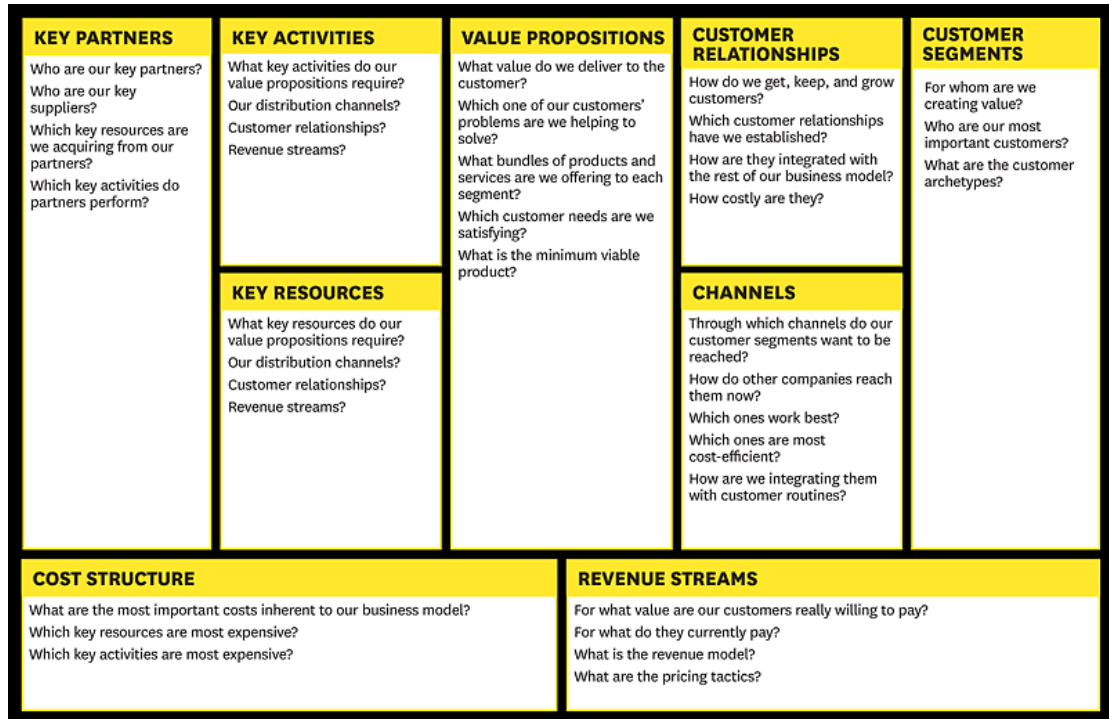 KEY PARTNERS
Who are our key partners?
Who are our key
suppliers?
Which key resources are
we acquiring from our
partners?
Which key activities do
partners perform?
KEY ACTIVITIES
What key activities do our
value propositions require?
Our distribution channels?
Customer relationships?
Revenue streams?
KEY RESOURCES
What key resources do our
value propositions require?
Our distribution channels?
Customer relationships?
Revenue streams?
VALUE PROPOSITIONS
What value do we deliver to the
customer?
Which one of our customers'
problems are we helping to
solve?
What bundles of products and
services are we offering to each
segment?
Which customer needs are we
satisfying?
What is the minimum viable
product?
CUSTOMER
RELATIONSHIPS
How do we get, keep, and grow
customers?
Which customer relationships
have we established?
How are they integrated with
the rest of our business model?
How costly are they?
CHANNELS
Through which channels do our
customer segments want to be
reached?
How do other companies reach
them now?
Which ones work best?
Which ones are most
cost-efficient?
How are we integrating them
with customer routines?
CUSTOMER
SEGMENTS
For whom are we
creating value?
Who are our most
important customers?
What are the customer
archetypes?
COST STRUCTURE
What are the most important costs inherent to our business model?
Which key resources are most expensive?
Which key activities are most expensive?
REVENUE STREAMS
For what value are our customers really willing to pay?
For what do they currently pay?
What is the revenue model?
What are the pricing tactics?